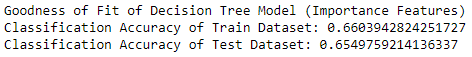 Goodness of Fit of Decision Tree Model (Importance Features)
Classification Accuracy of Train Dataset: 0.6603942824251727
Classification Accuracy of Test Dataset: 0.6549759214136337